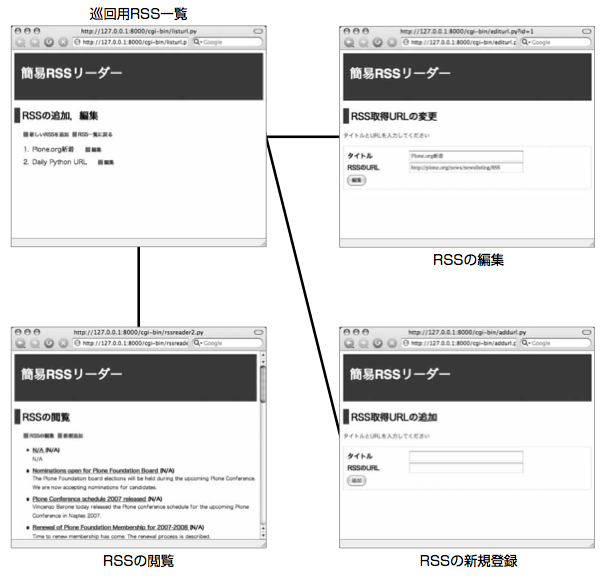 巡回用RSS一覧
http://127.0.0.1:8000/cgi-bin/listurl.py
http://127.0.0.1:8000/cgi-bin/listurl.p
Google
簡易RSSリーダー
RSSの追加,編集
新しいRSSを追加 RSS一覧に戻る
1. Plone.org新着 編集
2. Daily Python URL 編集
http://127.0.0.1:8000/cgi-bin/editurl.py?id=1
http://127.0.0.1:8000/cgi-bin/editurl.p
Google
簡易RSSリーダー
RSS取得URLの変更
タイトルとURLを入力してください
タイトル Plone.org新着
RSSのURL http://plone.org/news/newslisting/RSS
編集
RSSの編集
http://127.0.0.1:8000/cgi-bin/rssreader2.py
http://127.0.0.1:8000/cgi-bin/rssreade
Google
簡易RSSリーダー
RSSの閲覧
RSSの編集 新規追加
N/A (N/A)
N/A
Nominations open for Plone Foundation Board (N/A)
The Plone Foundation board elections will be held during the upcoming Plone Conference.
We are now accepting nominations for candidates.
Plone Conference schedule 2007 released (N/A)
Vincenzo Barone today released the Plone conference schedule for the upcoming Plone
Conference in Naples 2007.
Renewal of Plone Foundation Membership for 2007-2008 (N/A)
Time to renew membership has come. The renewal process is described.
RSSの閲覧
http://127.0.0.1:8000/cgi-bin/addurl.py
http://127.0.0.1:8000/cgi-bin/addurl.p
Google
簡易RSSリーダー
RSS取得URLの追加
タイトルとURLを入力してください
タイトル
RSSのURL
追加
RSSの新規登録